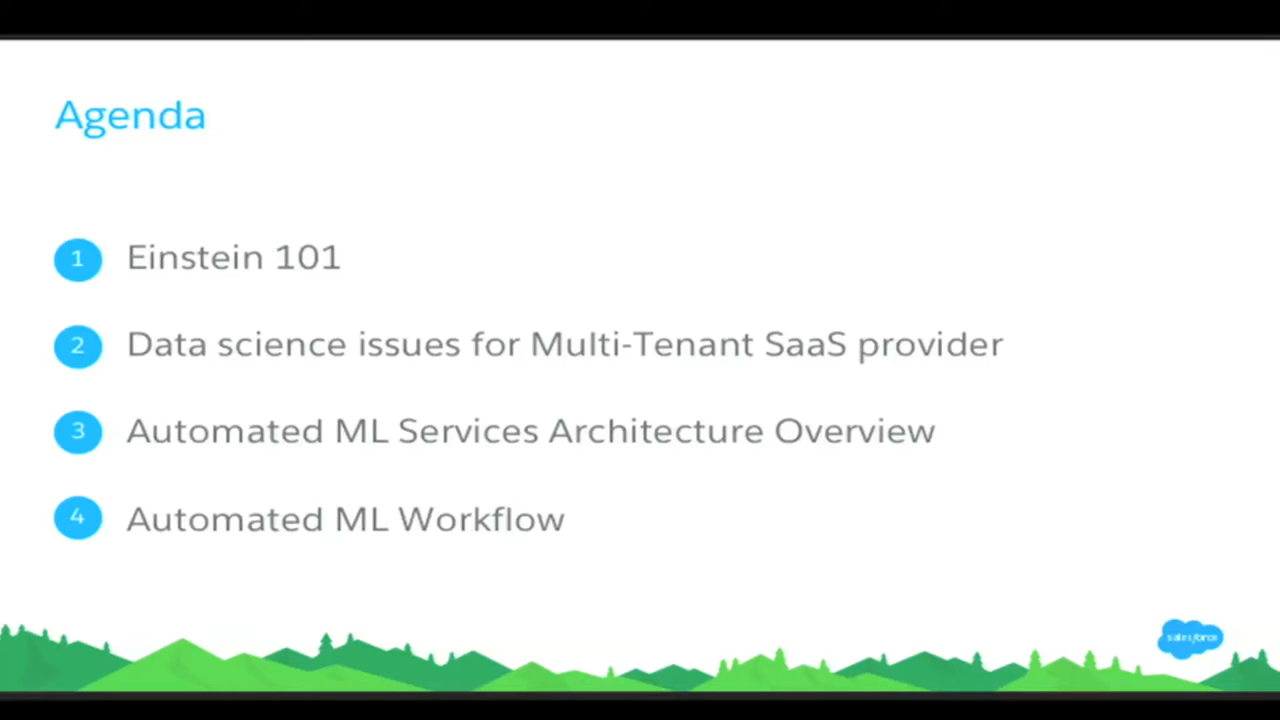 Agenda
1 Einstein 101
2 Data science issues for Multi-Tenant SaaS provider
3 Automated ML Services Architecture Overview
4 Automated ML Workflow
salesforce